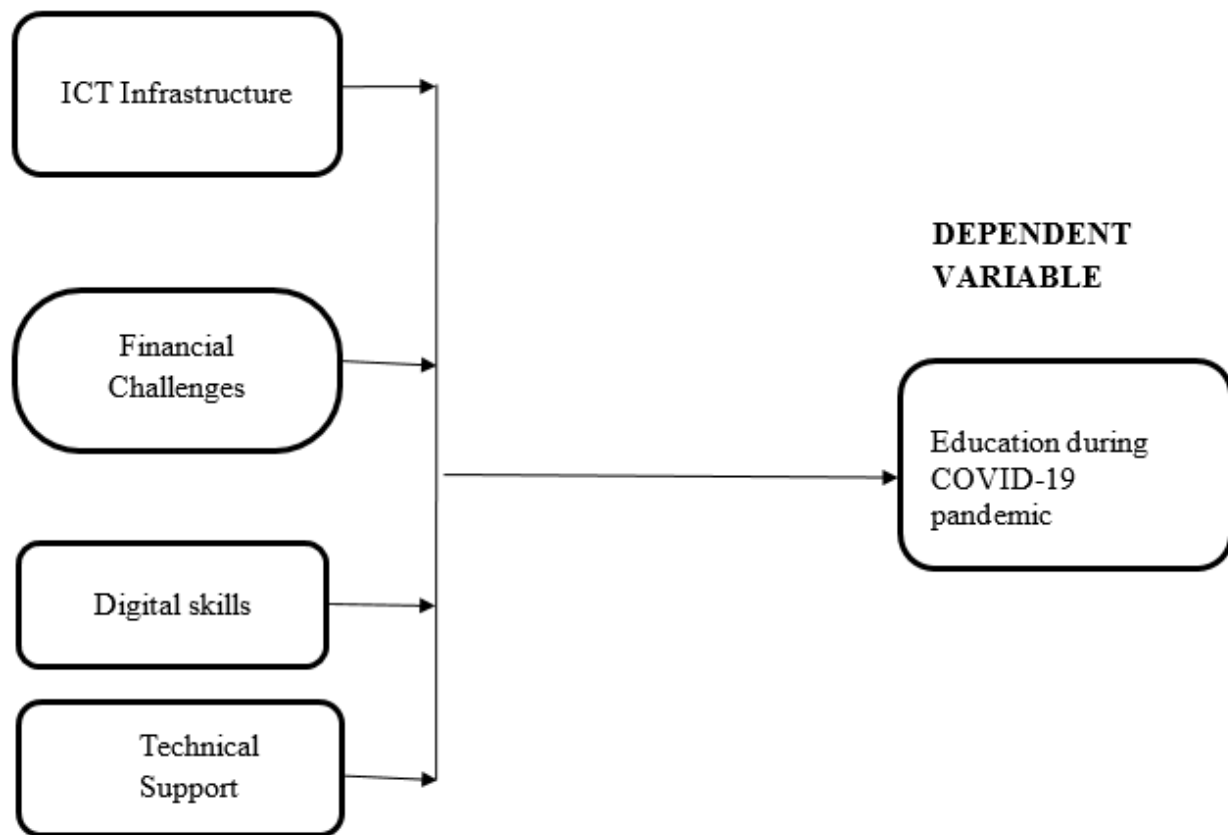 ICT Infrastructure
Financial
Challenges
Digital skills
Technical
Support
DEPENDENT
VARIABLE
Education during
COVID-19
pandemic